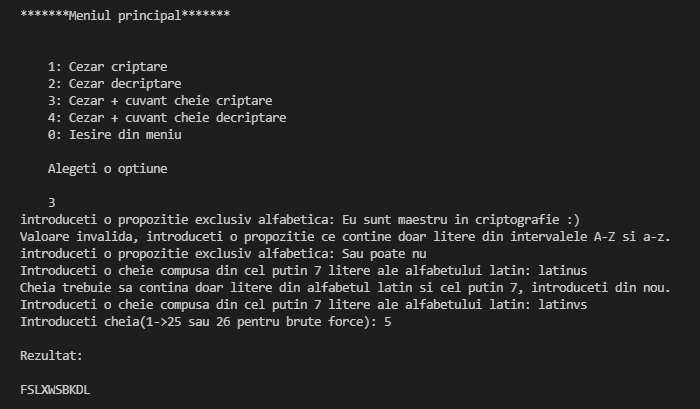 *******Meniul principal*******
1: Cezar criptare
2: Cezar decriptare
3: Cezar + cuvant cheie criptare
4: Cezar + cuvant cheie decriptare
0: Iesire din meniu
Alegeti o optiune
3
introduceti o propozitie exclusiv alfabetica: Eu sunt maestru in criptografie :)
Valoare invalida, introduceti o propozitie ce contine doar litere din intervalele A-Z si a-z.
introduceti o propozitie exclusiv alfabetica: Sau poate nu
Introduceti o cheie compusa din cel putin 7 litere ale alfabetului latin: latinus
Cheia trebuie sa contina doar litere din alfabetul latin si cel putin 7, introduceti din nou.
Introduceti o cheie compusa din cel putin 7 litere ale alfabetului latin: latinvs
Introduceti cheia(1->25 sau 26 pentru brute force): 5
Rezultat:
FSLXWSBKDL